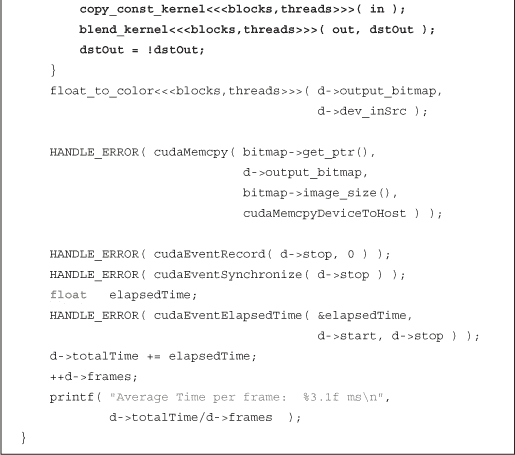 copy_const_kernel<<<blocks,threads>>>( in );
        blend_kernel<<<blocks,threads>>>( out, dstOut );
        dstOut = !dstOut;
    }
    float_to_color<<<blocks,threads>>>( d->output_bitmap,
                                        d->dev_inSrc );

    HANDLE_ERROR( cudaMemcpy( bitmap->get_ptr(),
                              d->output_bitmap,
                              bitmap->image_size(),
                              cudaMemcpyDeviceToHost ) );

    HANDLE_ERROR( cudaEventRecord( d->stop, 0 ) );
    HANDLE_ERROR( cudaEventSynchronize( d->stop ) );
    float   elapsedTime;
    HANDLE_ERROR( cudaEventElapsedTime( &elapsedTime,
                                        d->start, d->stop ) );
    d->totalTime += elapsedTime;
    ++d->frames;
    printf( "Average Time per frame:  %3.1f ms\n",
            d->totalTime/d->frames  );
}